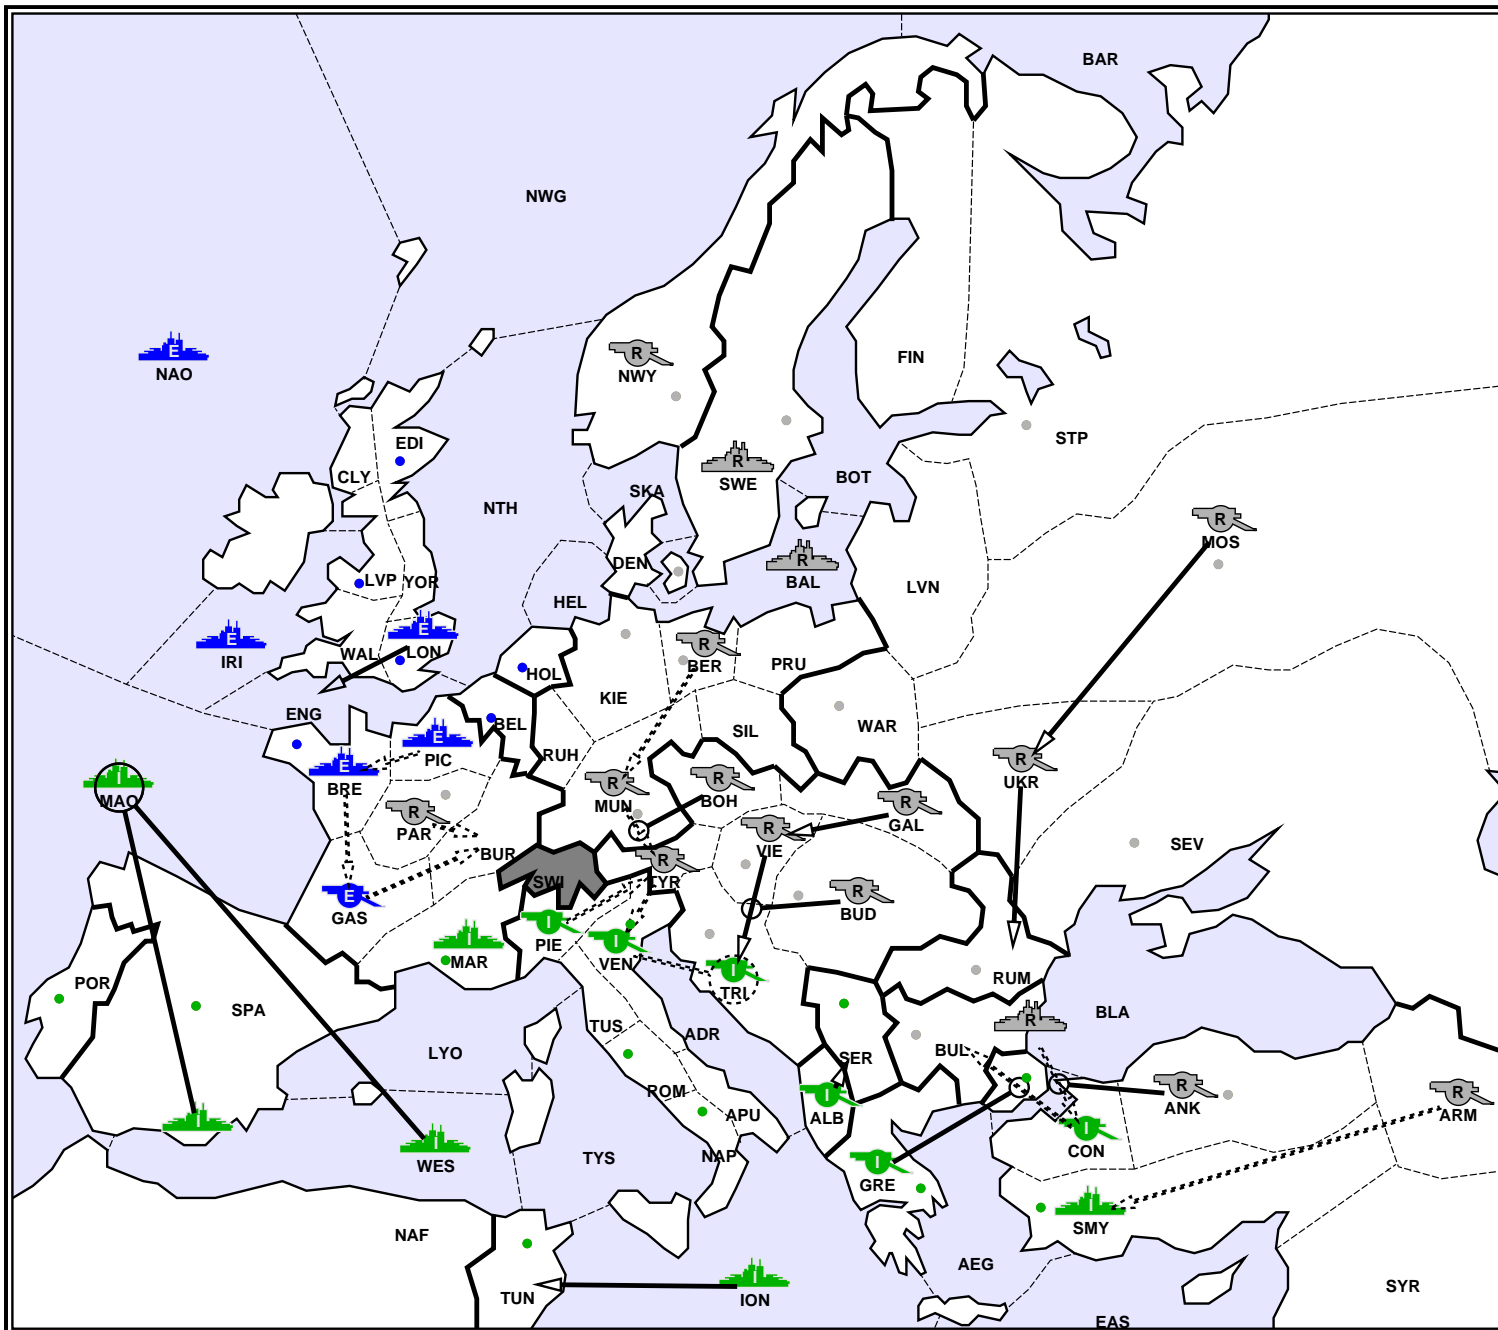 BAR
NWG
E
NAO
R
NWY
FIN
EDI
STP
CLY
R
SWE
BOT
SKA
NTH
R
MOS
DEN
R
BAL
LVP
YOR
LVN
HEL
E
IRI
E
LON
WAL
R
BER
PRU
HOL
KIE
ENG
BEL
WAR
SIL
E
PIC
RUH
E
BRE
R
UKR
I
MAO
R
MUN
R
BOH
R
GAL
R
PAR
R
VIE
SEV
BUR
R
TYR
SWI
E
GAS
R
BUD
I
PIE
I
MAR
I
VEN
I
TRI
POR
SPA
RUM
BLA
R
TUS
ADR
LYO
BUL
SER
ROM
I
ALB
APU
R
ANK
R
ARM
I
I
WES
TYS
NAP
I
CON
I
GRE
I
SMY
NAF
AEG
I
ION
TUN
SYR
EAS